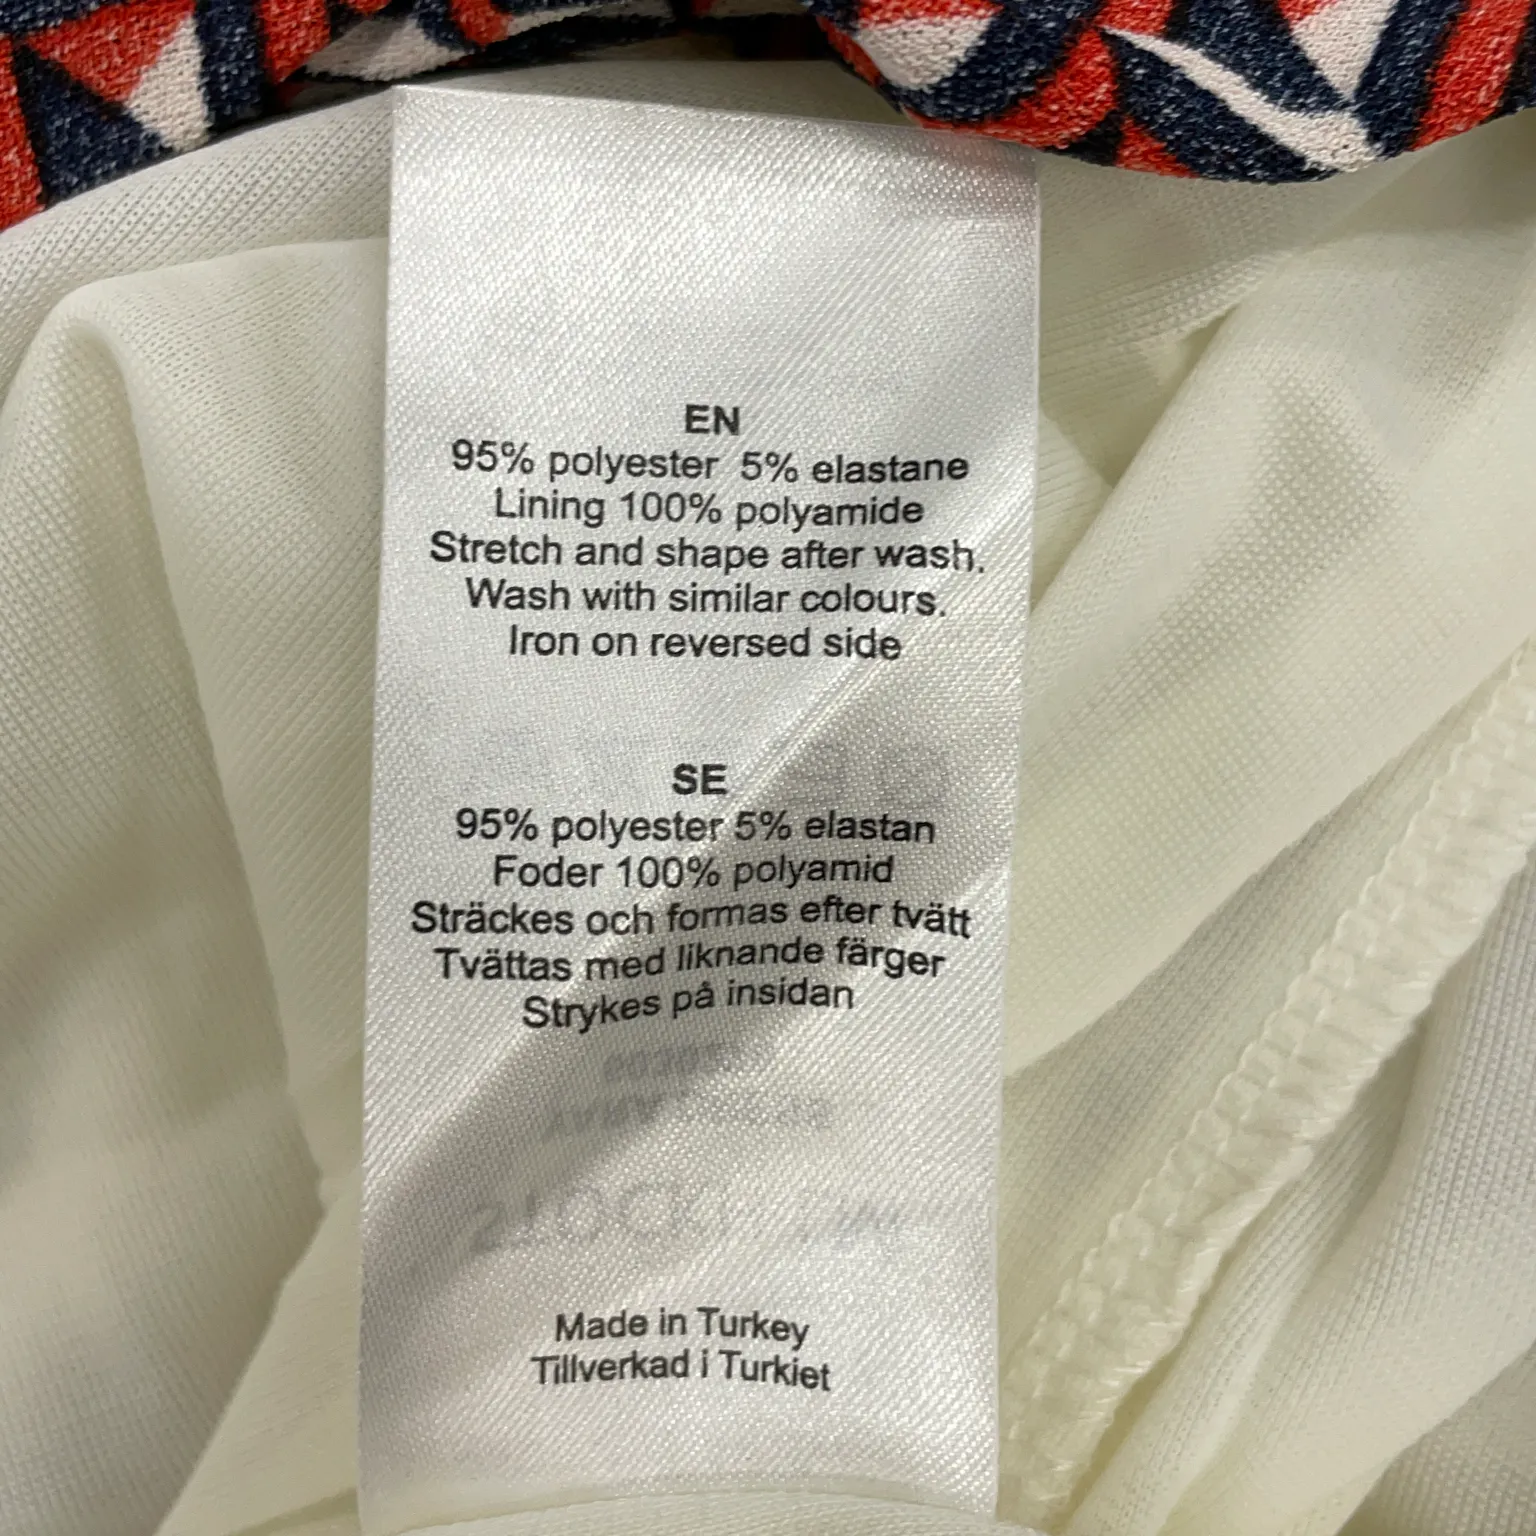 EN
95% polyester 5% elastane
Lining 100% polyamide
Stretch and shape after wash.
Wash with similar colours.
Iron on reversed side
SE
95% polyester 5% elastan
Foder 100% polyamid
Sträckes och formas efter tvätt
Tvättas med liknande färger
Strykes på insidan
Made in Turkey
Tillverkad i Turkiet